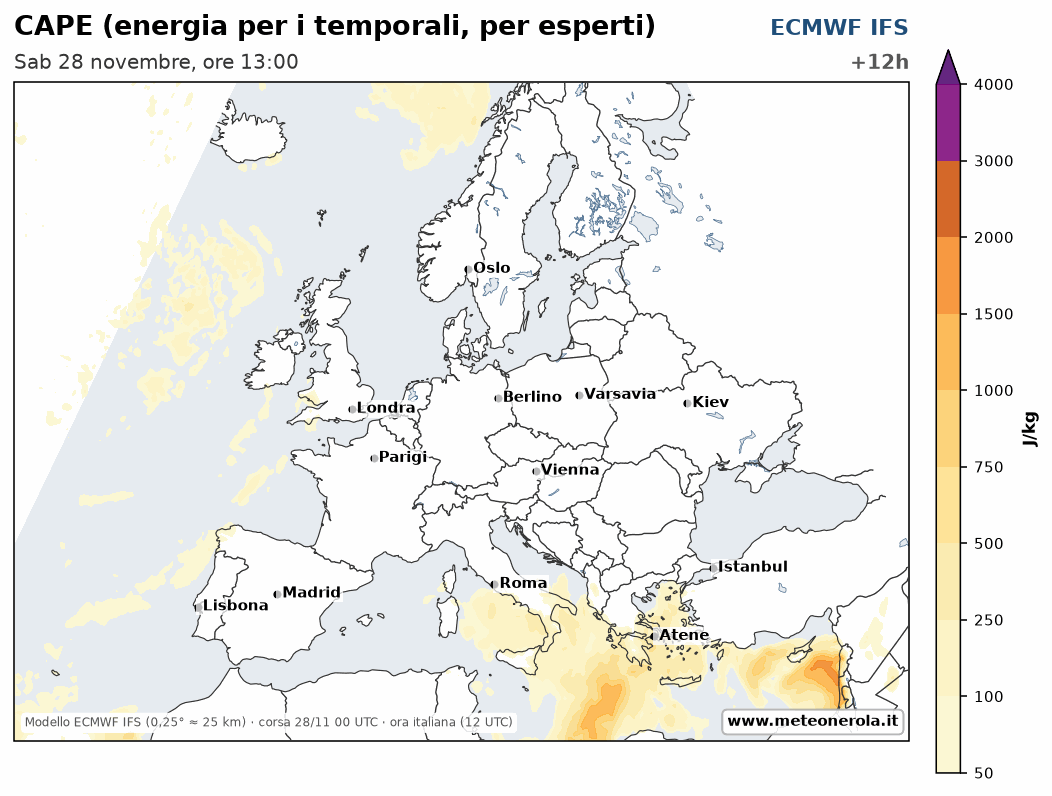 CAPE (energia per i temporali, per esperti)
ECMWF IFS
Sab 28 novembre, ore 13:00
+12h
4000
3000
2000
1500
1000
750
500
250
100
50
J/kg
Oslo
Londra
Berlino
Varsavia
Kiev
Parigi
Vienna
Istanbul
Roma
Madrid
Lisbona
Atene
Modello ECMWF IFS (0,25° ≈ 25 km) · corsa 28/11 00 UTC · ora italiana (12 UTC)
www.meteonerola.it